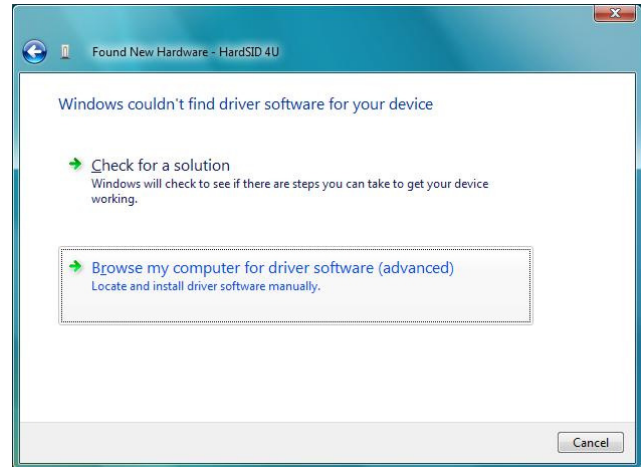 Found New Hardware - HardSID 4U
Windows couldn't find driver software for your device
Check for a solution
Windows will check to see if there are steps you can take to get your device
working.
Browse my computer for driver software (advanced)
Locate and install driver software manually.
Cancel